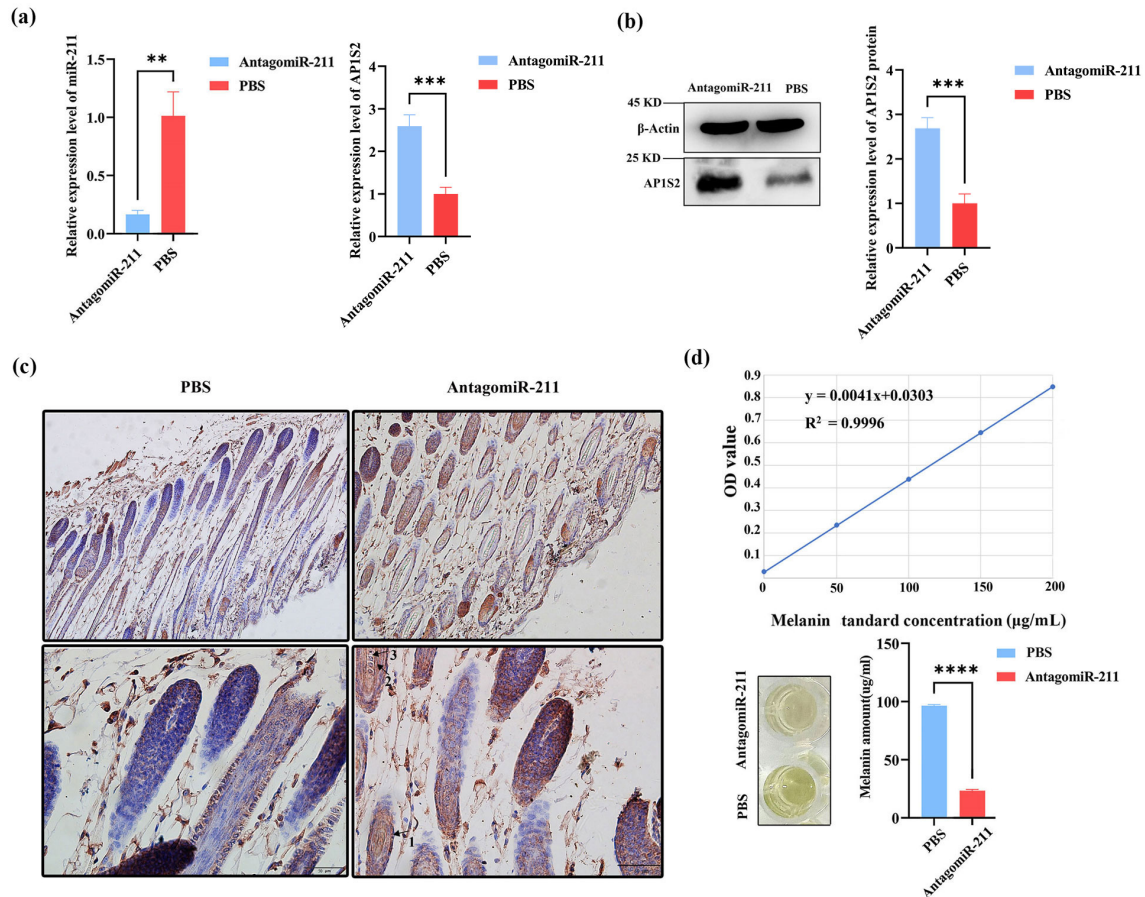 (a)
Relative expression level of miR-211
1.5
1.0
0.5
0.0
**
AntagomiR-211
PBS
AntagomiR-211
PBS
Relative expression level of AP1S2
4
3
2
1
0
***
AntagomiR-211
PBS
AntagomiR-211
PBS
(b)
AntagomiR-211 PBS
45 KD
β-Actin
25 KD
AP1S2
Relative expression level of AP1S2 protein
4
3
2
1
0
***
AntagomiR-211
PBS
AntagomiR-211
PBS
(c)
PBS
AntagomiR-211
3
2
1
(d)
OD value
0.9
0.8
0.7
0.6
0.5
0.4
0.3
0.2
0.1
y = 0.0041x+0.0303
R² = 0.9996
0 50 100 150 200
Melanin tandard concentration (μg/mL)
AntagomiR-211
PBS
Melanin amount(ug/ml)
150
100
50
0
****
PBS
AntagomiR-211
PBS
AntagomiR-211